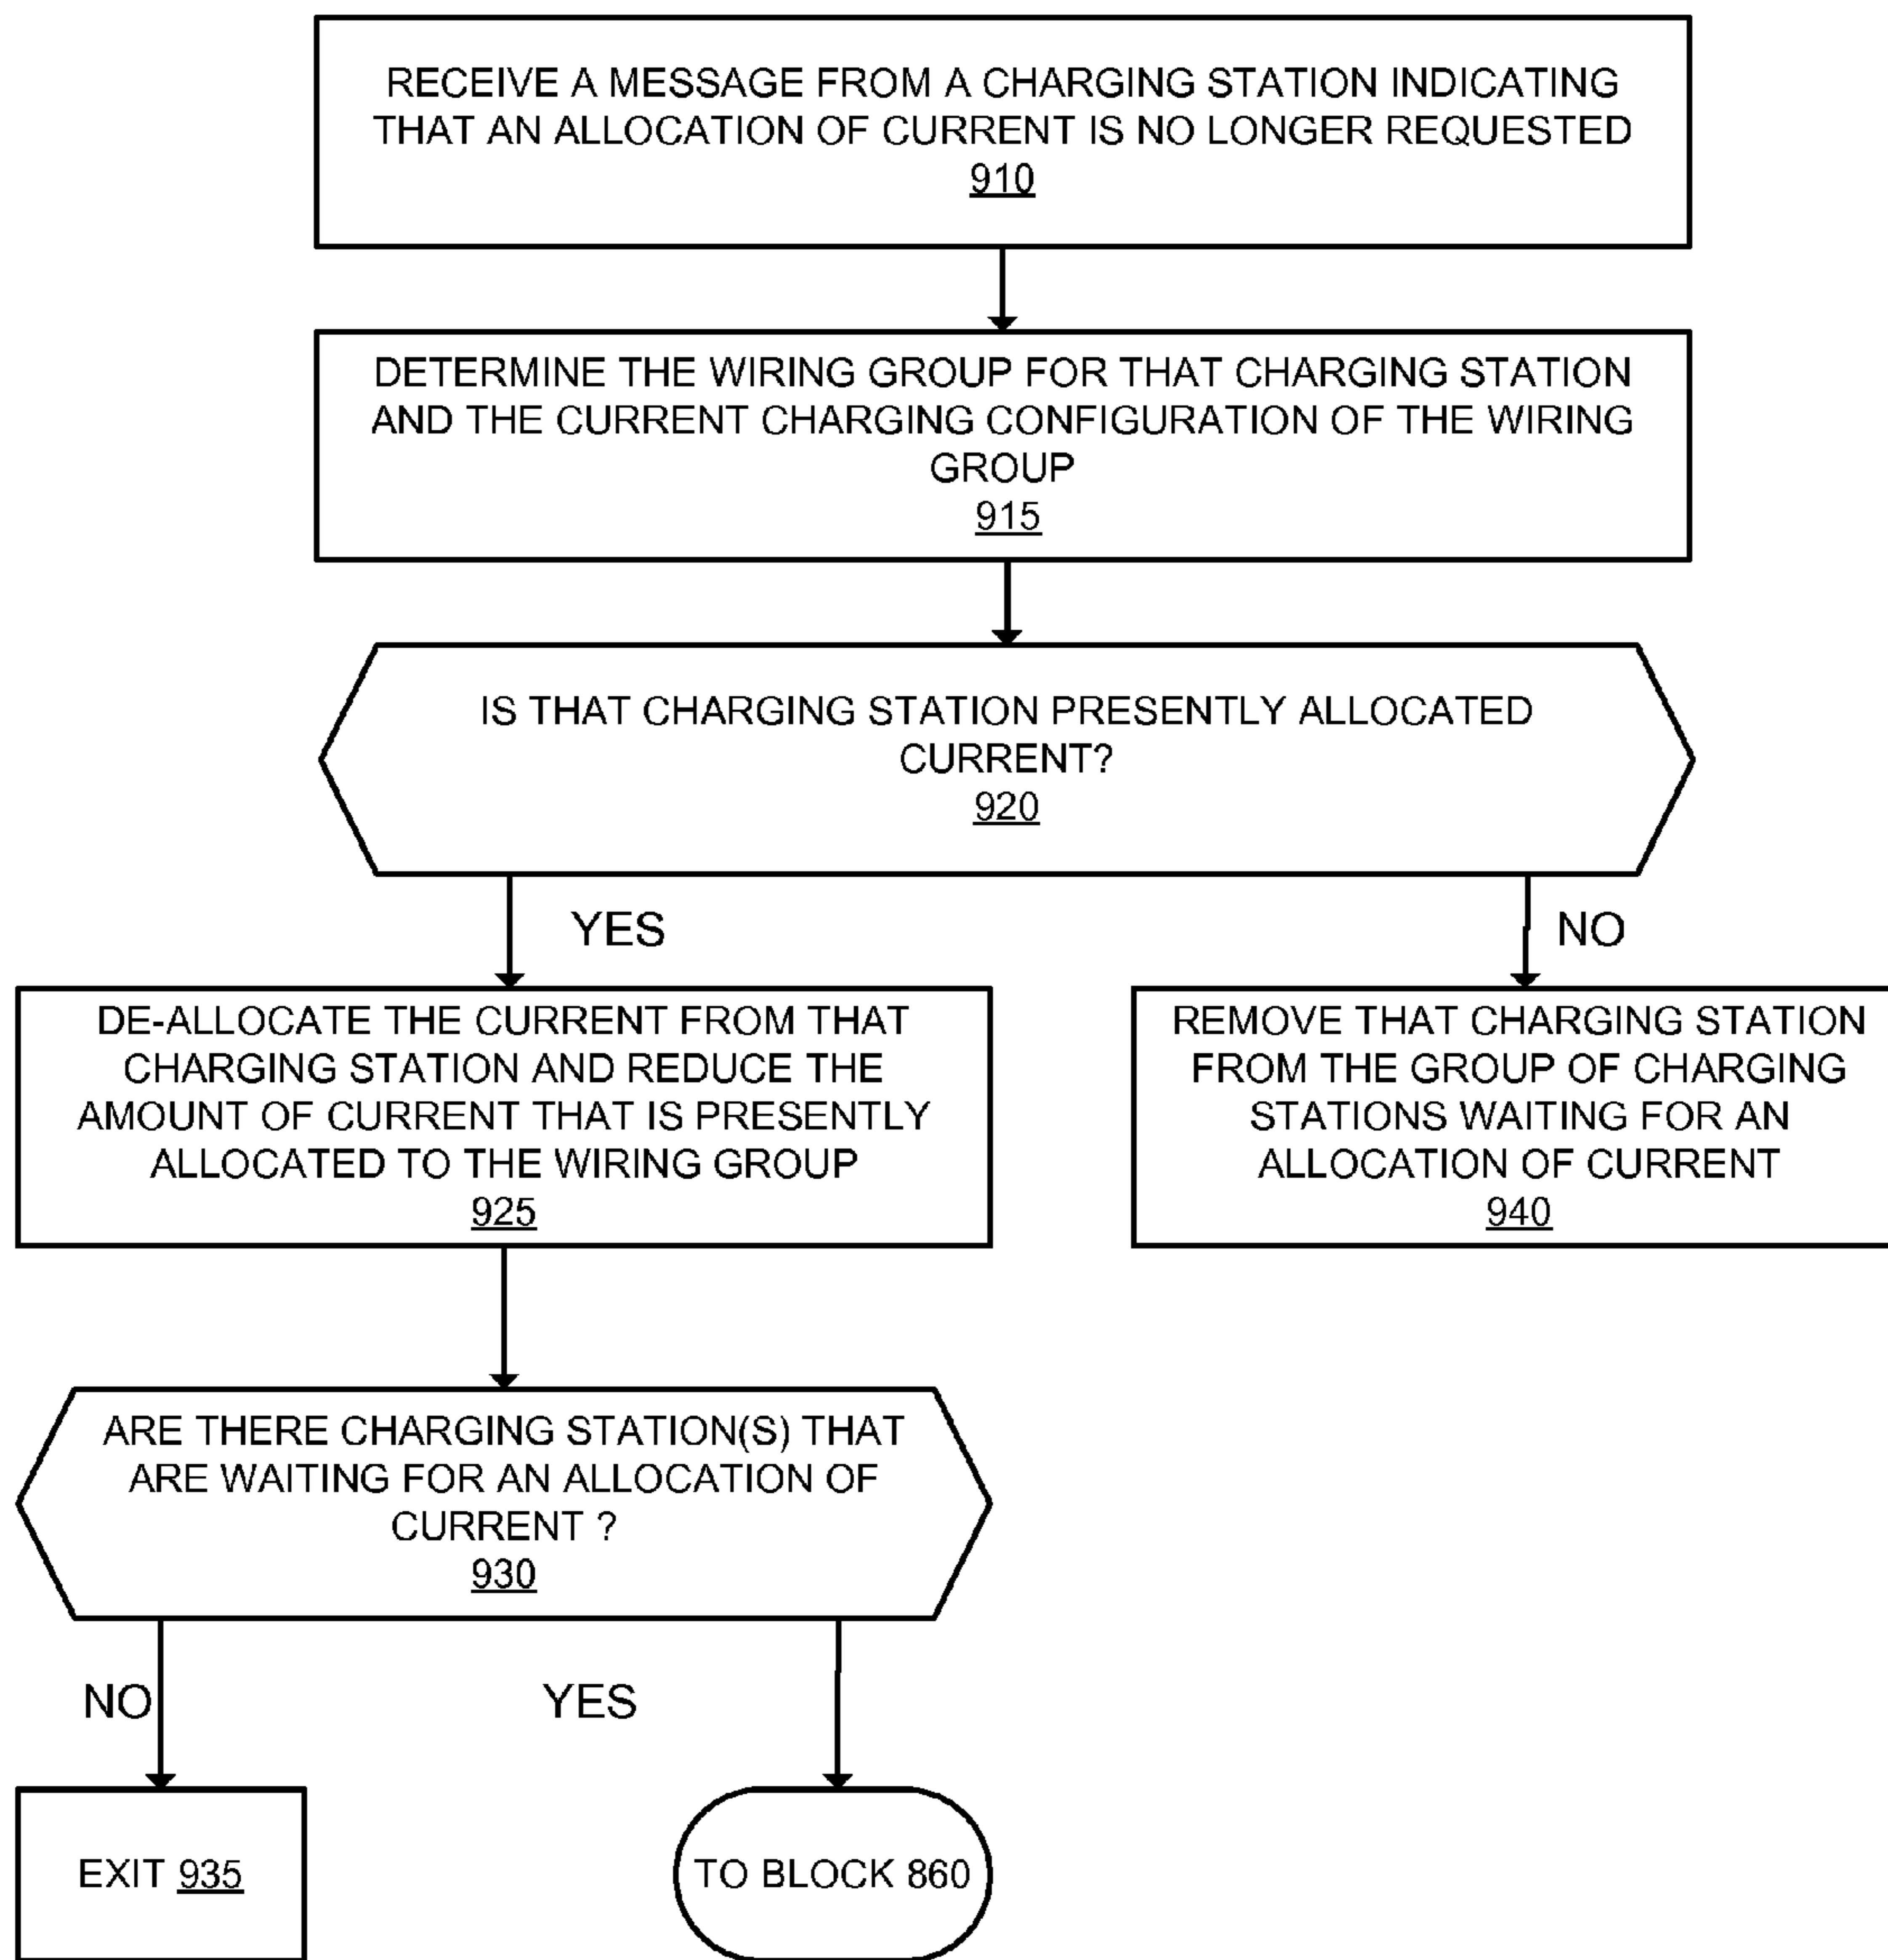 RECEIVE A MESSAGE FROM A CHARGING STATION INDICATING
THAT AN ALLOCATION OF CURRENT IS NO LONGER REQUESTED
910
DETERMINE THE WIRING GROUP FOR THAT CHARGING STATION
AND THE CURRENT CHARGING CONFIGURATION OF THE WIRING
GROUP
915
IS THAT CHARGING STATION PRESENTLY ALLOCATED
CURRENT?
920
YES
NO
DE-ALLOCATE THE CURRENT FROM THAT
CHARGING STATION AND REDUCE THE
AMOUNT OF CURRENT THAT IS PRESENTLY
ALLOCATED TO THE WIRING GROUP
925
REMOVE THAT CHARGING STATION
FROM THE GROUP OF CHARGING
STATIONS WAITING FOR AN
ALLOCATION OF CURRENT
940
ARE THERE CHARGING STATION(S) THAT
ARE WAITING FOR AN ALLOCATION OF
CURRENT ?
930
NO
YES
EXIT 935
TO BLOCK 860